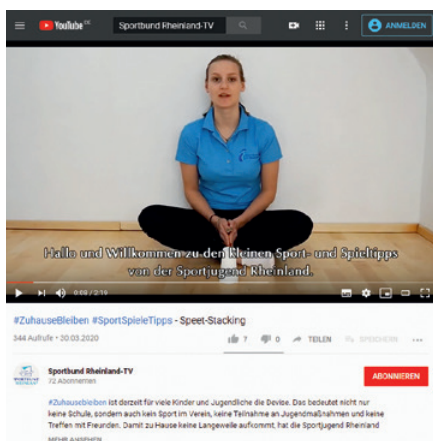 YouTube DE
Sportbund Rheinland-TV
ANMELDEN
Hallo und Willkommen zu den kleinen Sport- und Spieltipps
von der Sportjugend Rheinland.
0:09 / 2:19
#ZuhauseBleiben #SportSpieleTipps - Speet-Stacking
344 Aufrufe • 30.03.2020
7
0
TEILEN
SPEICHERN
Sportbund Rheinland-TV
72 Abonnenten
ABONNIEREN
#Zuhausebleiben ist derzeit für viele Kinder und Jugendliche die Devise. Das bedeutet nicht nur
keine Schule, sondern auch kein Sport im Verein, keine Teilnahme an Jugendmaßnahmen und keine
Treffen mit Freunden. Damit zu Hause keine Langeweile aufkommt, hat die Sportjugend Rheinland
MEHR ANSEHEN